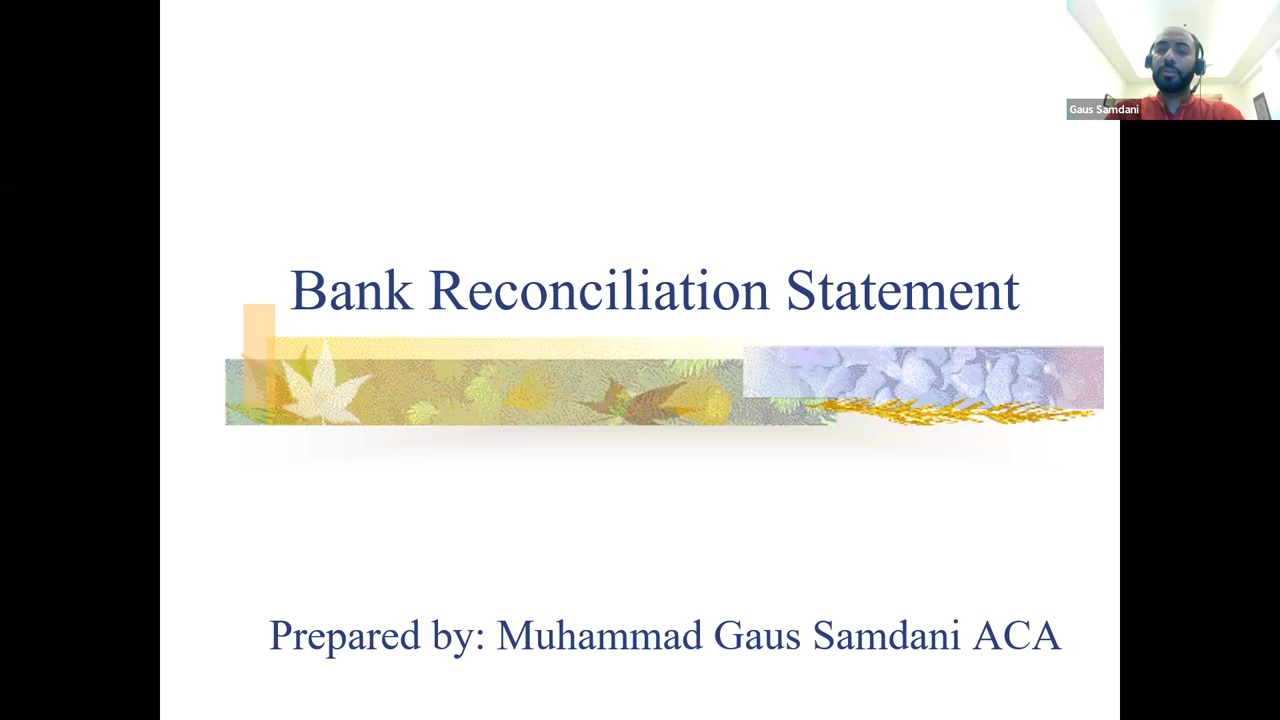 Gaus Samdani
Bank Reconciliation Statement
Prepared by: Muhammad Gaus Samdani ACA